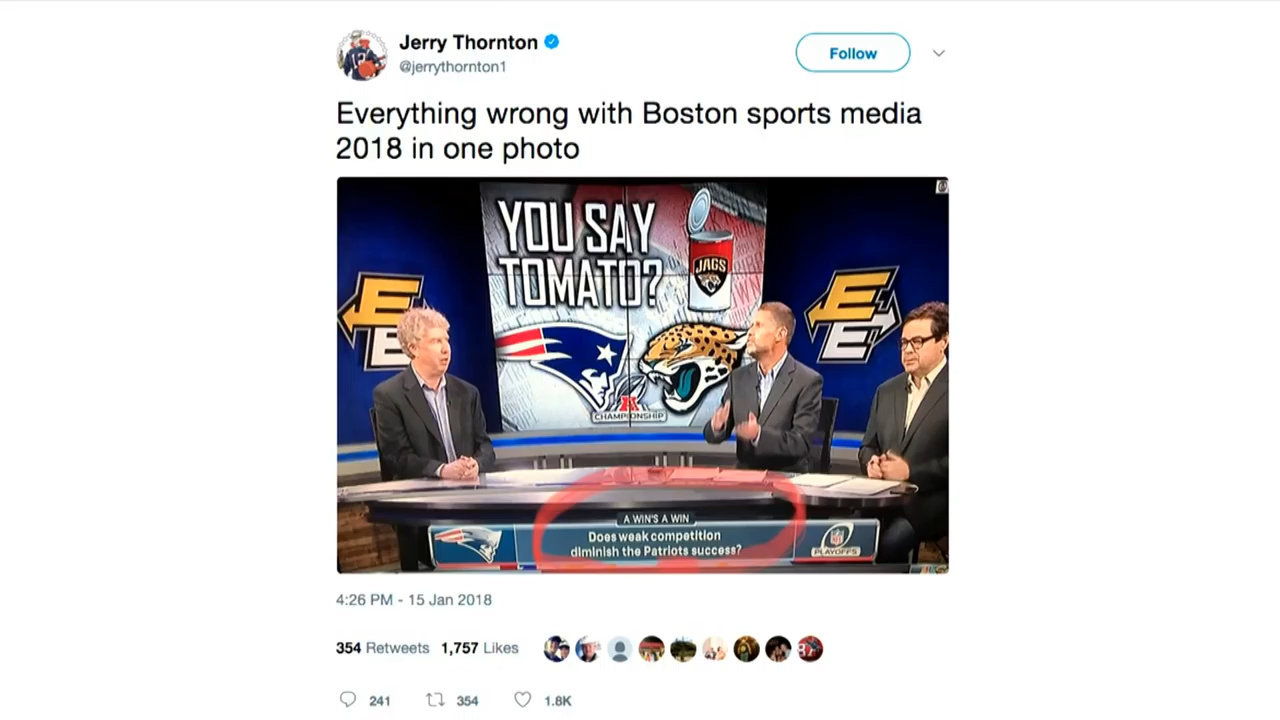 Jerry Thornton
@jerrythornton1
Follow
Everything wrong with Boston sports media
2018 in one photo
YOU SAY
TOMATO?
JAGS
E
E
E
E
CHAMPIONSHIP
A WIN'S A WIN
Does weak competition
diminish the Patriots success?
NFL
PLAYOFFS
4:26 PM - 15 Jan 2018
354 Retweets 1,757 Likes
87
241 354 1.8K